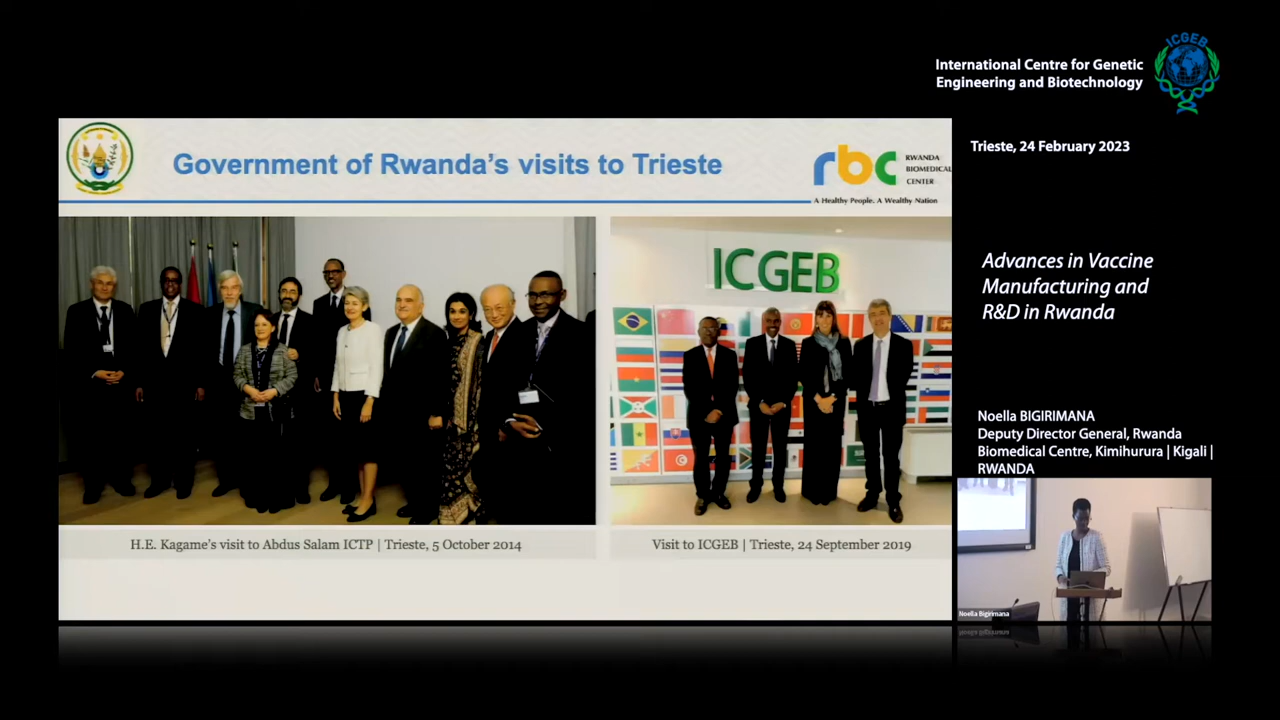 ICGEB
International Centre for Genetic
Engineering and Biotechnology
Trieste, 24 February 2023
Government of Rwanda's visits to Trieste
rbc
RWANDA
BIOMEDICAL
CENTER
A Healthy People. A Wealthy Nation
ICGEB
H.E. Kagame's visit to Abdus Salam ICTP | Trieste, 5 October 2014
Visit to ICGEB | Trieste, 24 September 2019
Advances in Vaccine
Manufacturing and
R&D in Rwanda
Noella BIGIRIMANA
Deputy Director General, Rwanda
Biomedical Centre, Kimihurura | Kigali |
RWANDA
Noella Bigirimana